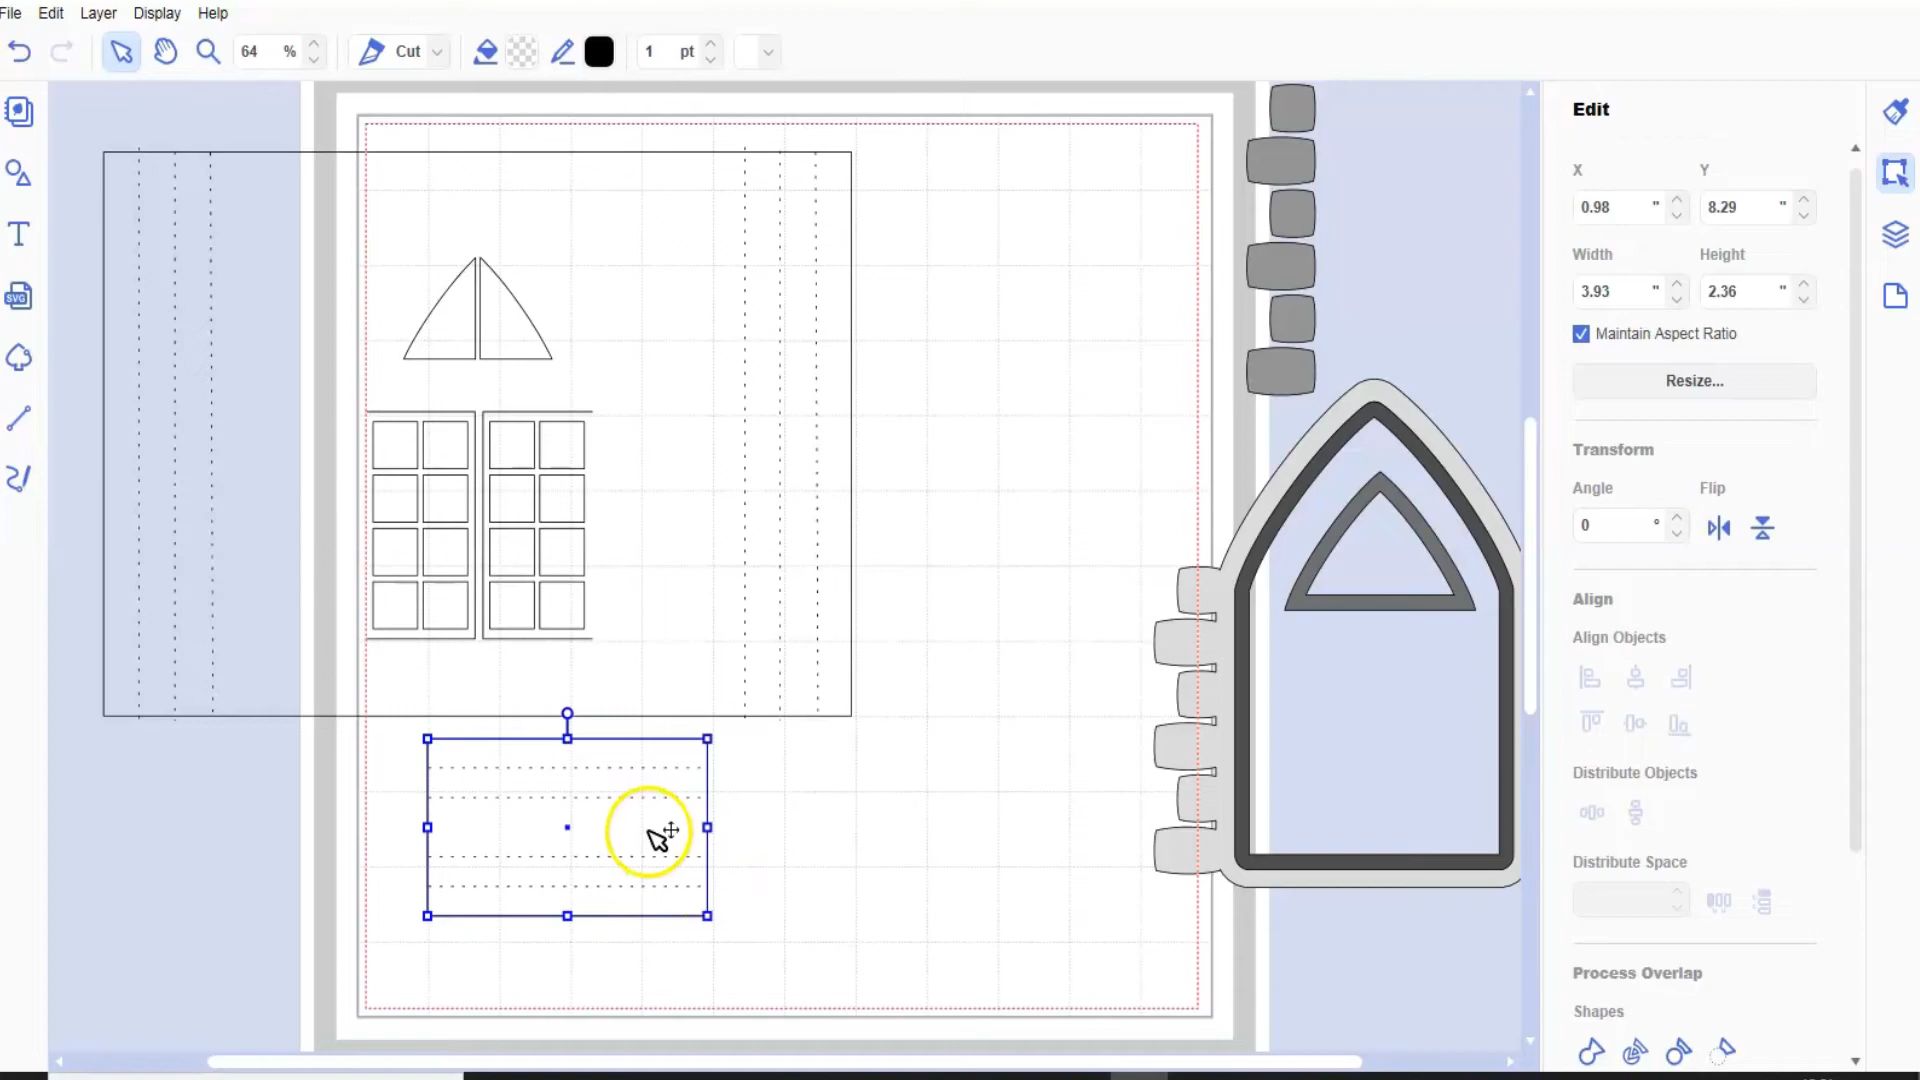 File Edit Layer Display Help
64 % Cut 1 pt
Edit
X Y
0.98 " 8.29 "
Width Height
3.93 " 2.36 "
Maintain Aspect Ratio
Resize...
Transform
Angle Flip
0 °
Align
Align Objects
Distribute Objects
Distribute Space
Process Overlap
Shapes
T
SVG